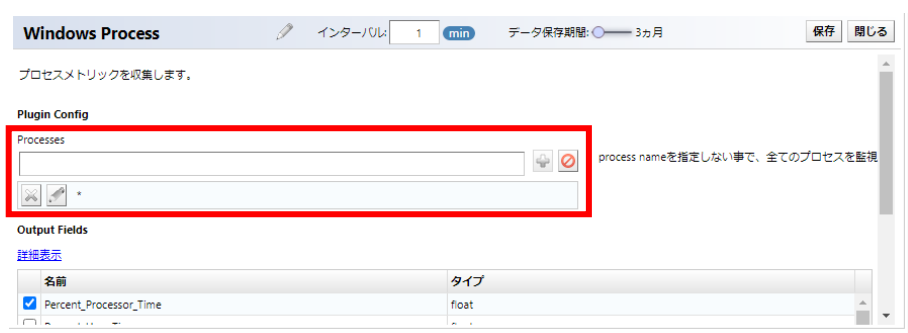 Windows Process インターバル: 1 min データ保存期間: 3ヵ月 保存 閉じる
プロセスメトリックを収集します。
Plugin Config
Processes
process nameを指定しない事で、全てのプロセスを監視
*
Output Fields
詳細表示
名前 タイプ
Percent_Processor_Time float